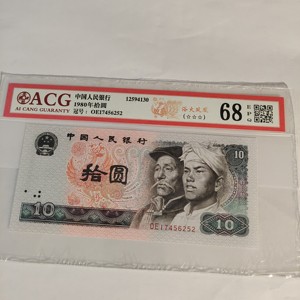 ACG
AI CANG GUARANTY
中国人民银行
1980年拾圆
冠号：OE17456252
12594130
(☆☆☆)
68 EPQ
中国人民银行
10
拾圆
10
OE17456252
10